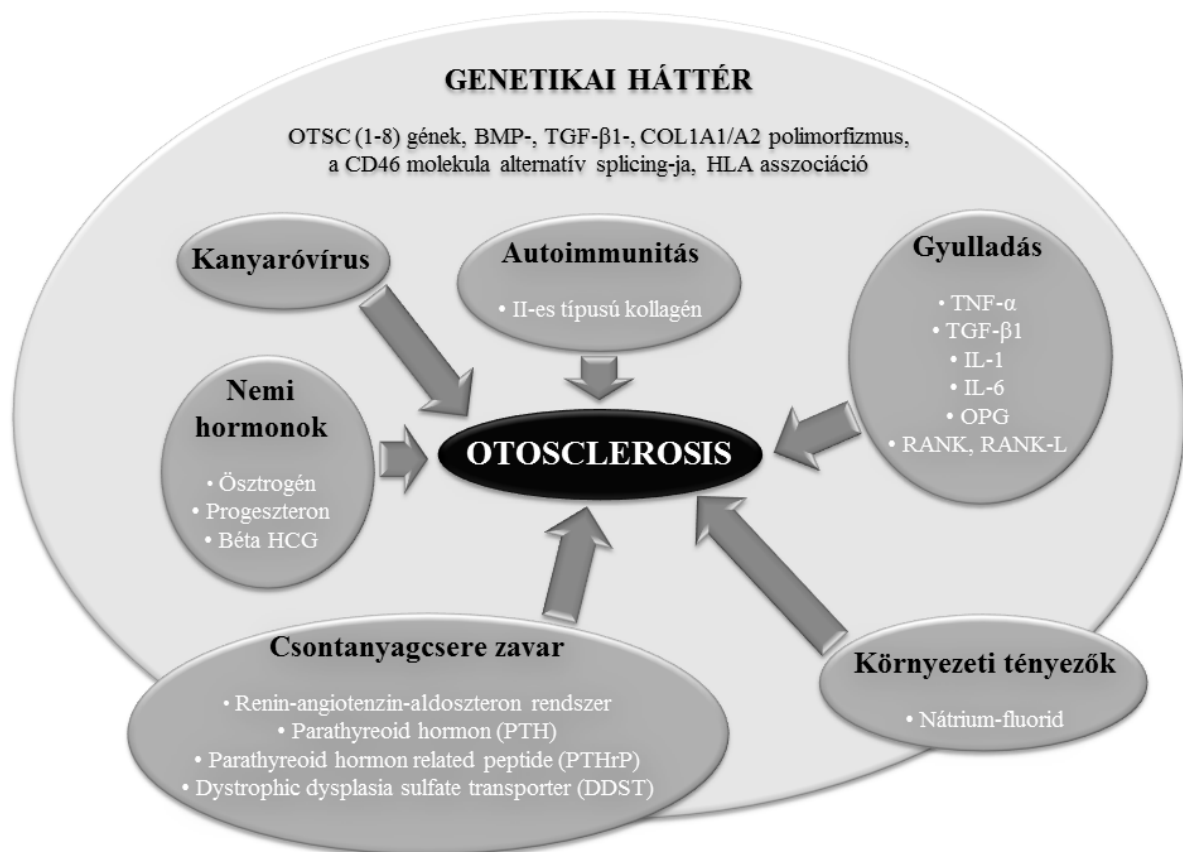 GENETIKAI HÁTTÉR
OTSC (1-8) gének, BMP-, TGF-β1-, COL1A1/A2 polimorfizmus,
a CD46 molekula alternatív splicing-ja, HLA asszociáció
Kanyaróvírus
Autoimmunitás
• II-es típusú kollagén
Gyulladás
• TNF-α
• TGF-β1
• IL-1
• IL-6
• OPG
• RANK, RANK-L
Nemi
hormonok
• Ösztrogén
• Progeszteron
• Béta HCG
OTOSCLEROSIS
Csontanyagcsere zavar
• Renin-angiotenzin-aldoszteron rendszer
• Parathyreoid hormon (PTH)
• Parathyreoid hormon related peptide (PTHrP)
• Dystrophic dysplasia sulfate transporter (DDST)
Környezeti tényezők
• Nátrium-fluorid